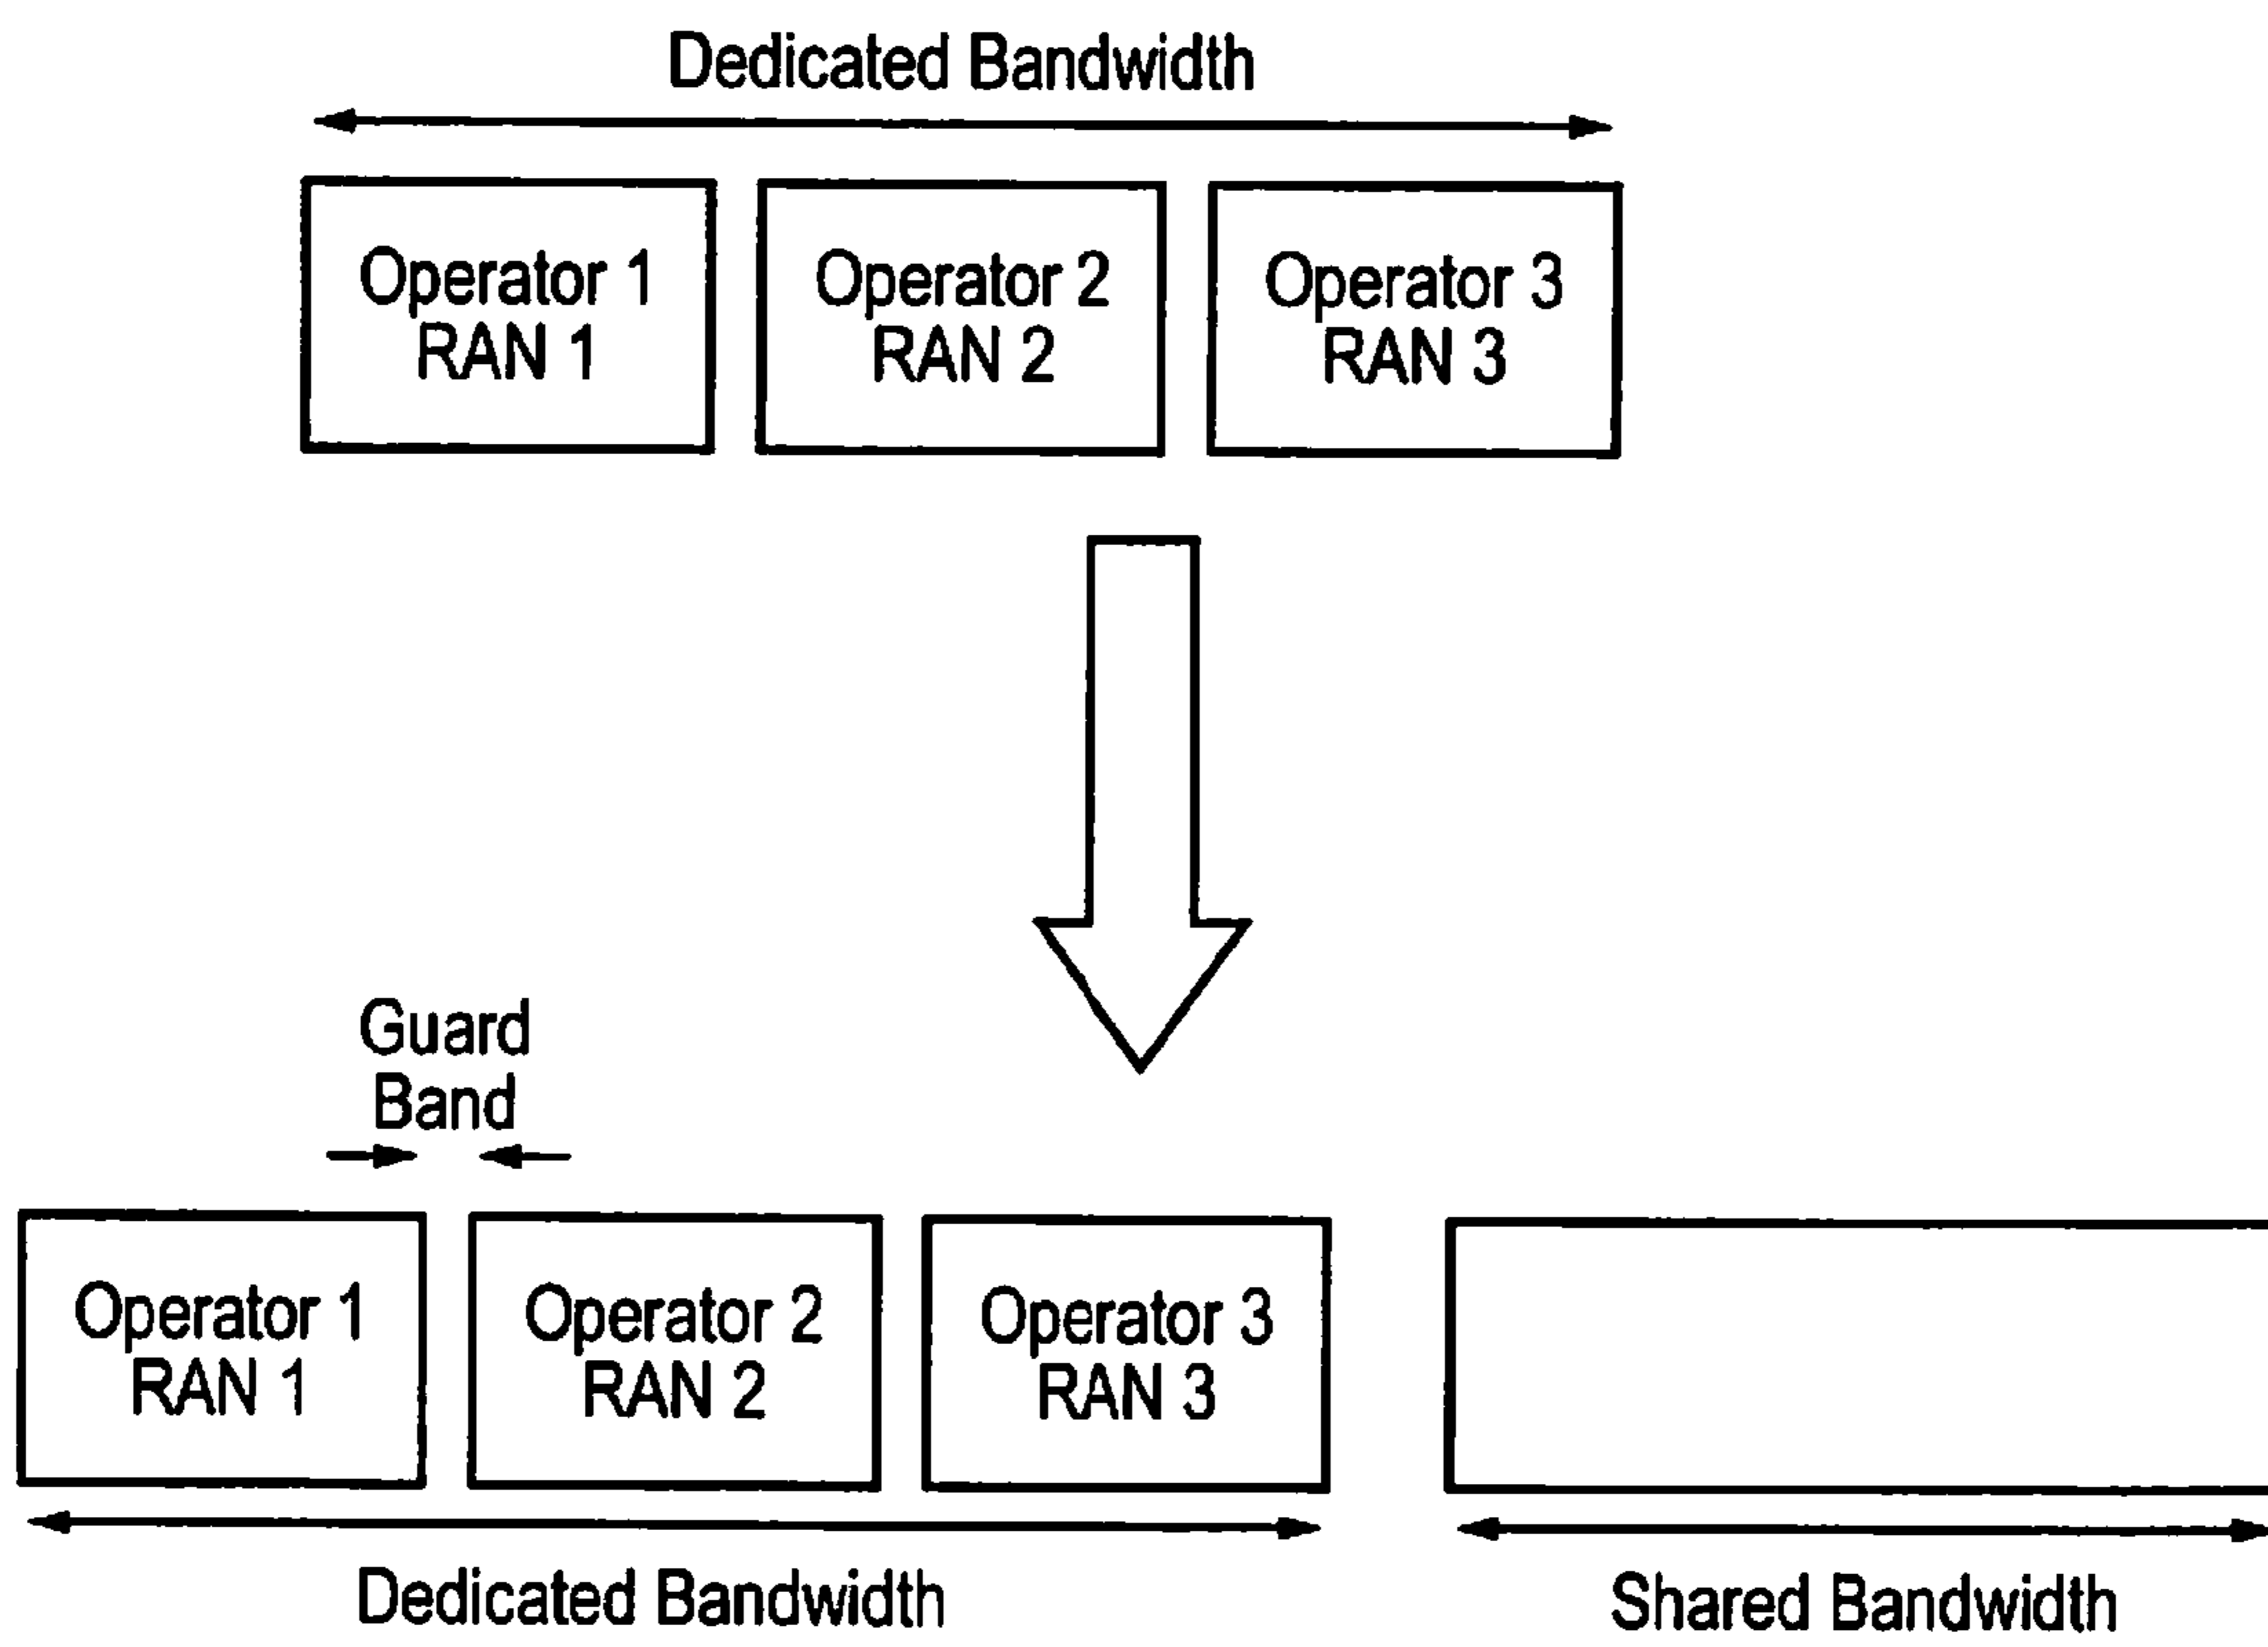 Dedicated Bandwidth
Operator 1
RAN 1
Operator 2
RAN 2
Operator 3
RAN 3
Guard
Band
Operator 1
RAN 1
Operator 2
RAN 2
Operator 3
RAN 3
Dedicated Bandwidth
Shared Bandwidth